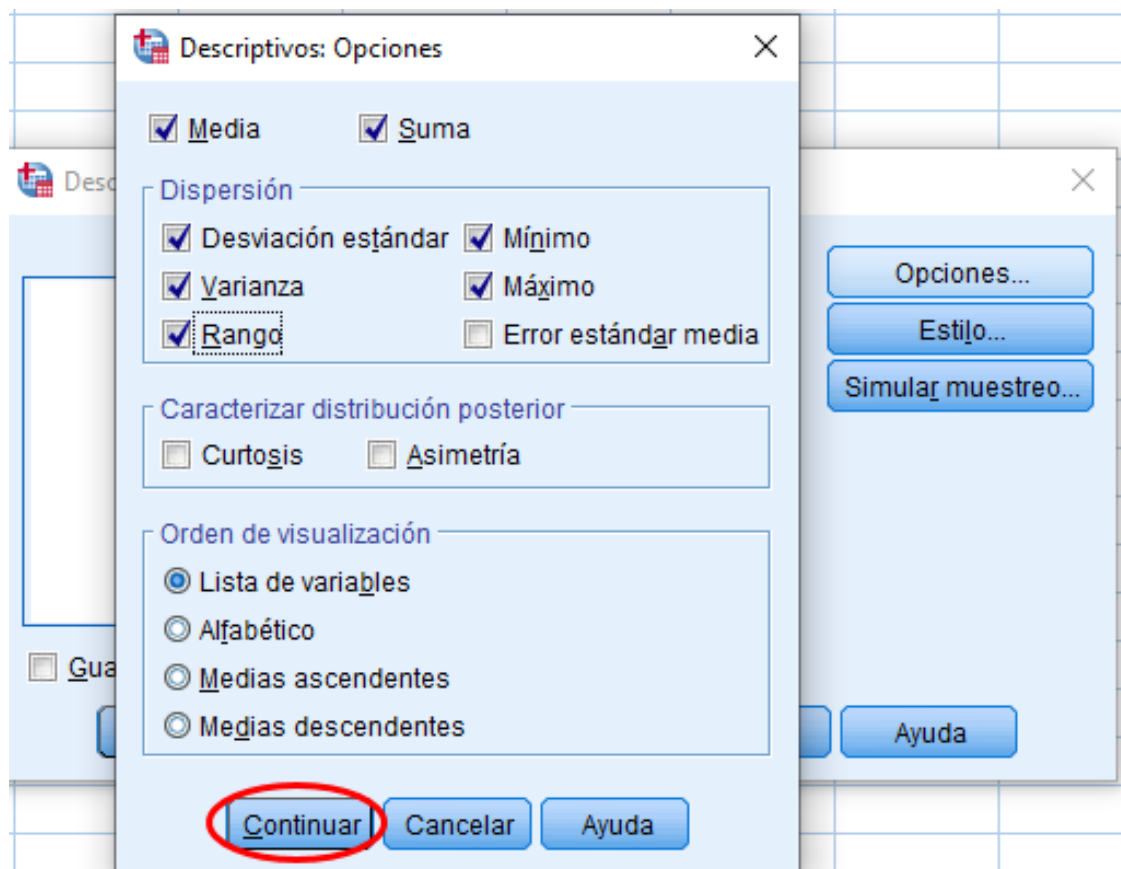 Descriptivos: Opciones
Media Suma
Desc
Dispersión
Desviación estándar Mínimo
Varianza Máximo
Rango Error estándar media
Opciones...
Estilo...
Simular muestreo...
Caracterizar distribución posterior
Curtosis Asimetría
Orden de visualización
Lista de variables
Alfabético
Medias ascendentes
Medias descendentes
Gua
Ayuda
Continuar Cancelar Ayuda